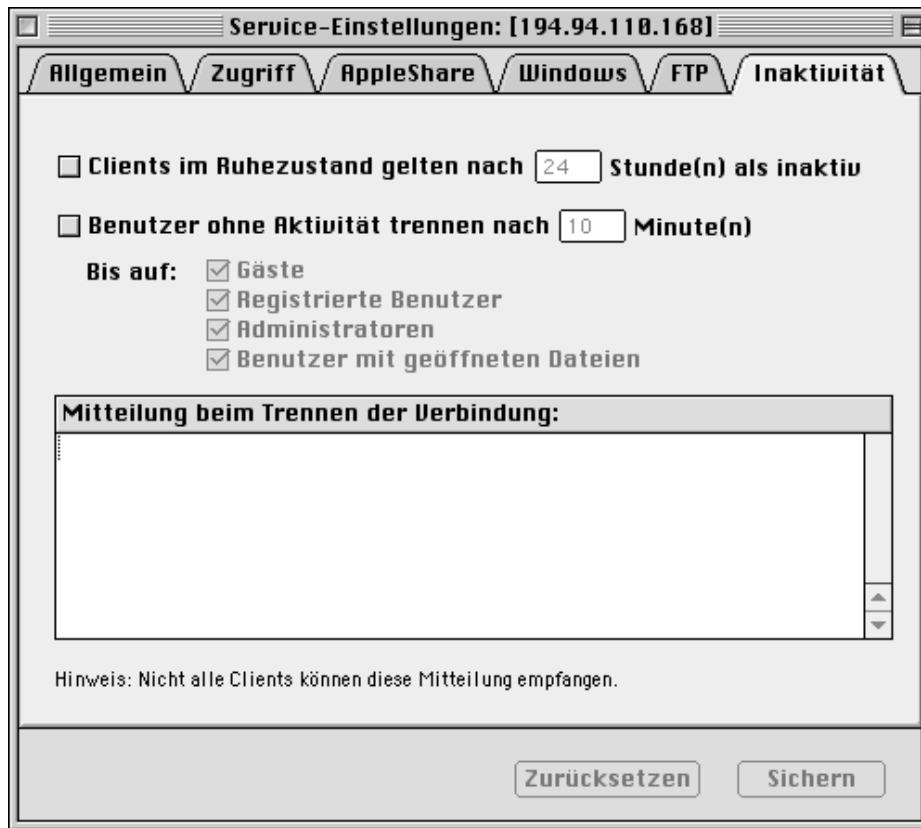 Service-Einstellungen: [194.94.110.168]
Allgemein Zugriff AppleShare Windows FTP Inaktivität
Clients im Ruhezustand gelten nach 24 Stunde(n) als inaktiv
Benutzer ohne Aktivität trennen nach 10 Minute(n)
Bis auf: Gäste
Registrierte Benutzer
Administratoren
Benutzer mit geöffneten Dateien
Mitteilung beim Trennen der Verbindung:
Hinweis: Nicht alle Clients können diese Mitteilung empfangen.
Zurücksetzen Sichern